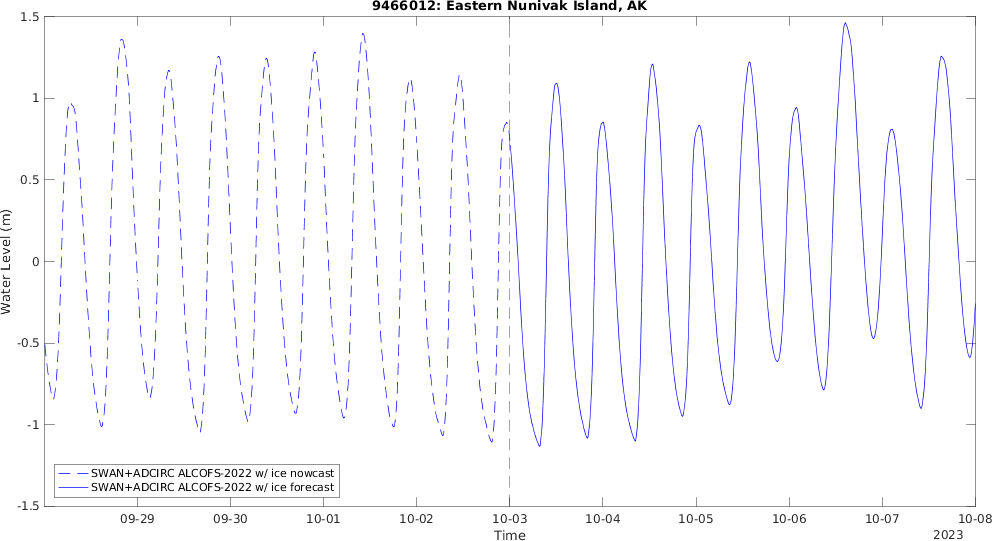 9466012: Eastern Nunivak Island, AK
1.5
1
0.5
0
-0.5
-1
-1.5
Water Level (m)
SWAN+ADCIRC ALCOFS-2022 w/ ice nowcast
SWAN+ADCIRC ALCOFS-2022 w/ ice forecast
09-29 09-30 10-01 10-02 10-03 10-04 10-05 10-06 10-07 10-08
Time
2023